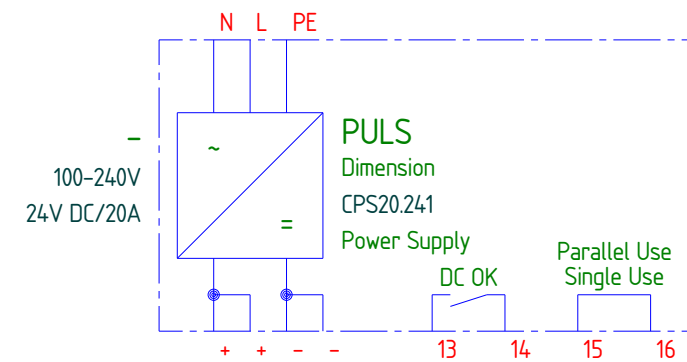 N L PE
-
100-240V
24V DC/20A
~
=
PULS
Dimension
CPS20.241
Power Supply
DC OK
Parallel Use
Single Use
+ + - - 13 14 15 16